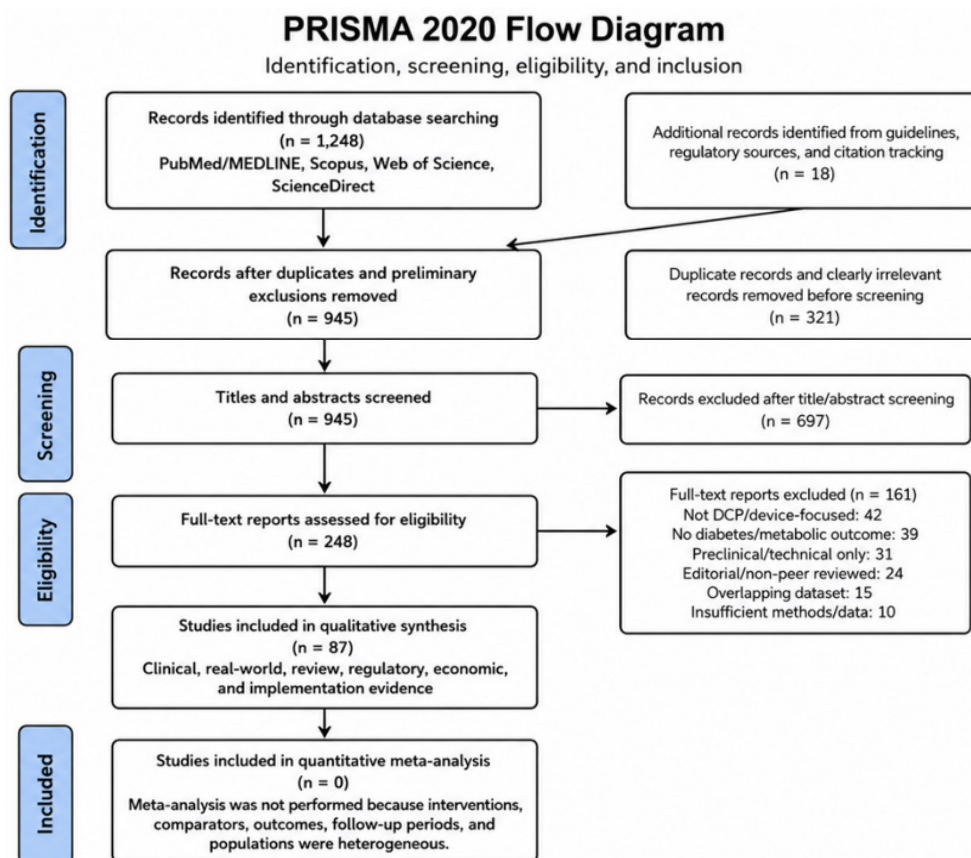 PRISMA 2020 Flow Diagram
Identification, screening, eligibility, and inclusion
Identification
Records identified through database searching
(n = 1,248)
PubMed/MEDLINE, Scopus, Web of Science,
ScienceDirect
Additional records identified from guidelines,
regulatory sources, and citation tracking
(n = 18)
Records after duplicates and preliminary
exclusions removed
(n = 945)
Duplicate records and clearly irrelevant
records removed before screening
(n = 321)
Screening
Titles and abstracts screened
(n = 945)
Records excluded after title/abstract screening
(n = 697)
Eligibility
Full-text reports assessed for eligibility
(n = 248)
Full-text reports excluded (n = 161)
Not DCP/device-focused: 42
No diabetes/metabolic outcome: 39
Preclinical/technical only: 31
Editorial/non-peer reviewed: 24
Overlapping dataset: 15
Insufficient methods/data: 10
Studies included in qualitative synthesis
(n = 87)
Clinical, real-world, review, regulatory, economic,
and implementation evidence
Included
Studies included in quantitative meta-analysis
(n = 0)
Meta-analysis was not performed because interventions,
comparators, outcomes, follow-up periods, and
populations were heterogeneous.